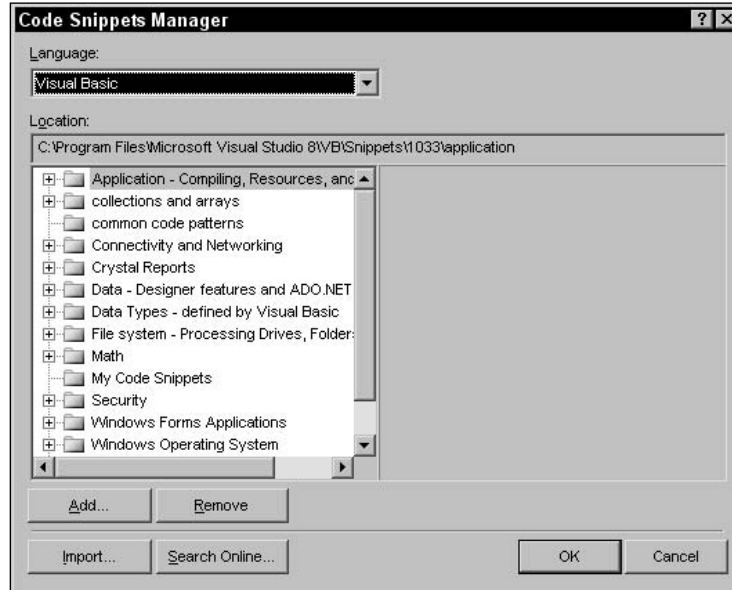 Code Snippets Manager
Language:
Visual Basic
Location:
C:\Program Files\Microsoft Visual Studio 8\VB\Snippets\1033\application
Application - Compiling, Resources, and
collections and arrays
common code patterns
Connectivity and Networking
Crystal Reports
Data - Designer features and ADO.NET
Data Types - defined by Visual Basic
File system - Processing Drives, Folder
Math
My Code Snippets
Security
Windows Forms Applications
Windows Operating System
Add... Remove
Import... Search Online... OK Cancel